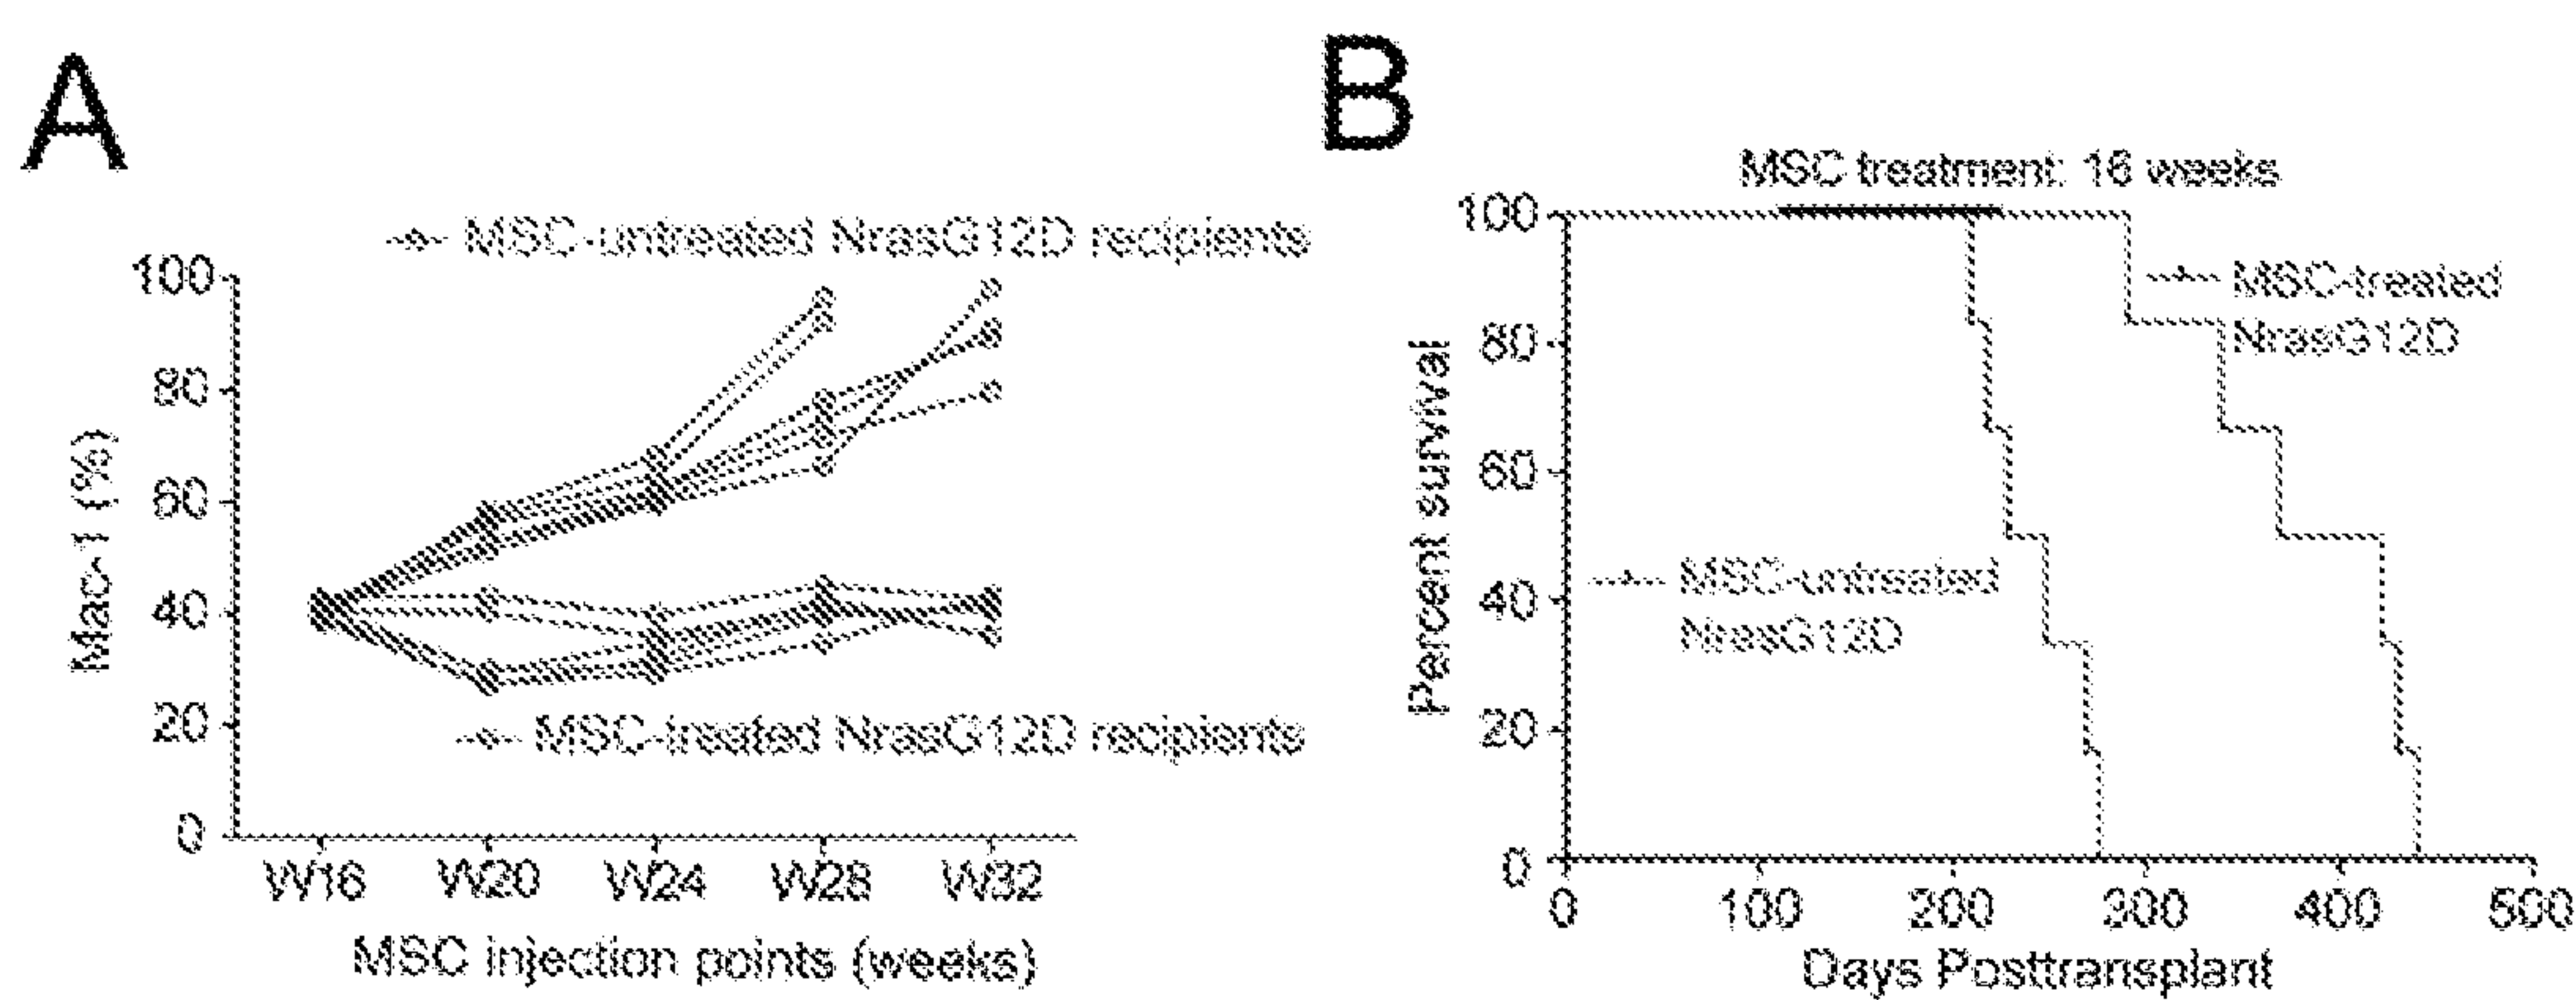 A
MSC-untreated NrasG12D recipients
100
80
60
40
20
0
Mac-1 (%)
MSC-treated NrasG12D recipients
W16 W20 W24 W28 W32
MSC injection points (weeks)
B
MSC treatment: 16 weeks
100
80
60
40
20
0
Percent survival
MSC-treated
NrasG12D
MSC-untreated
NrasG12D
0 100 200 300 400 500
Days Posttransplant